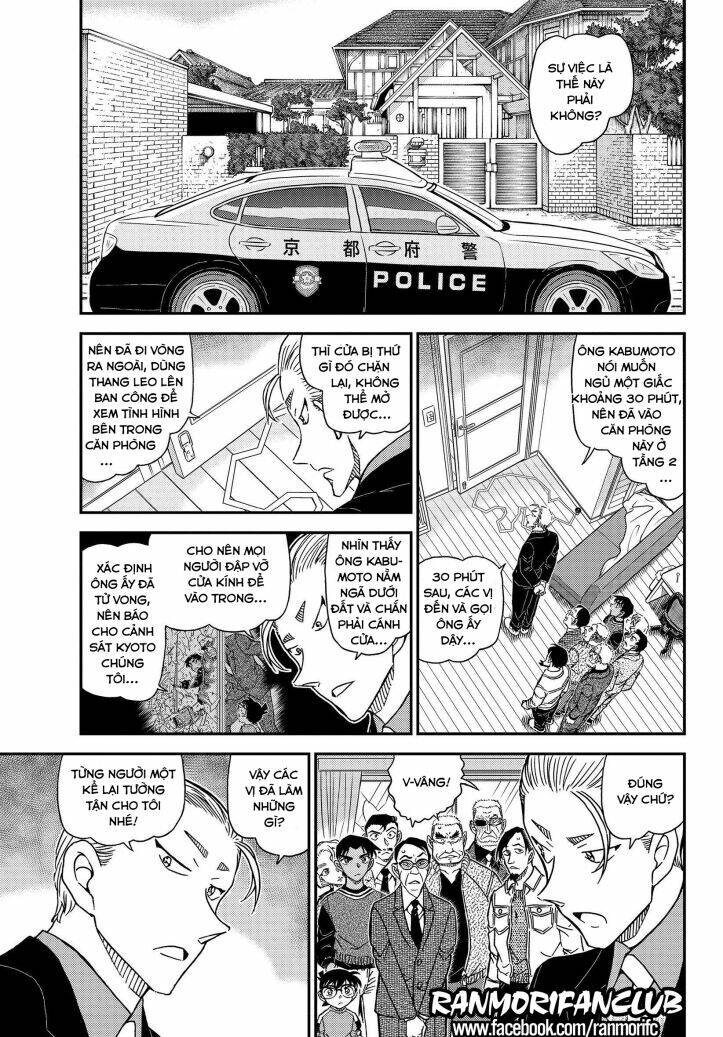 SỰ VIỆC LÀ
THẾ NÀY
PHẢI
KHÔNG?
京都府警
POLICE
ÔNG KABUMOTO
NÓI MUỐN
NGỦ MỘT GIẤC
KHOẢNG 30 PHÚT,
NÊN ĐÃ VÀO
CĂN PHÒNG
NÀY Ở
TẦNG 2
...
30 PHÚT
SAU, CÁC VỊ
ĐẾN VÀ GỌI
ÔNG ẤY
DẬY...
THÌ CỬA BỊ THỨ
GÌ ĐÓ CHẶN
LẠI, KHÔNG
THỂ MỞ
ĐƯỢC...
NÊN ĐÃ ĐI VÒNG
RA NGOÀI, DÙNG
THANG LEO LÊN
BAN CÔNG ĐỂ
XEM TÌNH HÌNH
BÊN TRONG
CĂN PHÒNG
...
NHÌN THẤY
ÔNG KABU-
MOTO NẰM
NGÃ DƯỚI
ĐẤT VÀ CHẮN
PHẢI CÁNH
CỬA...
CHO NÊN MỌI
NGƯỜI ĐẬP VỠ
CỬA KÍNH ĐỂ
VÀO TRONG...
XÁC ĐỊNH
ÔNG ẤY ĐÃ
TỬ VONG,
NÊN BÁO
CHO CẢNH
SÁT KYOTO
CHÚNG
TÔI...
ĐÚNG
VẬY CHỨ?
V-VÂNG!
VẬY CÁC
VỊ ĐÃ LÀM
NHỮNG
GÌ?
TỪNG NGƯỜI MỘT
KỂ LẠI TƯỜNG
TẬN CHO TÔI
NHÉ!
RANMORIFANCLUB
www.facebook.com/ranmorifc